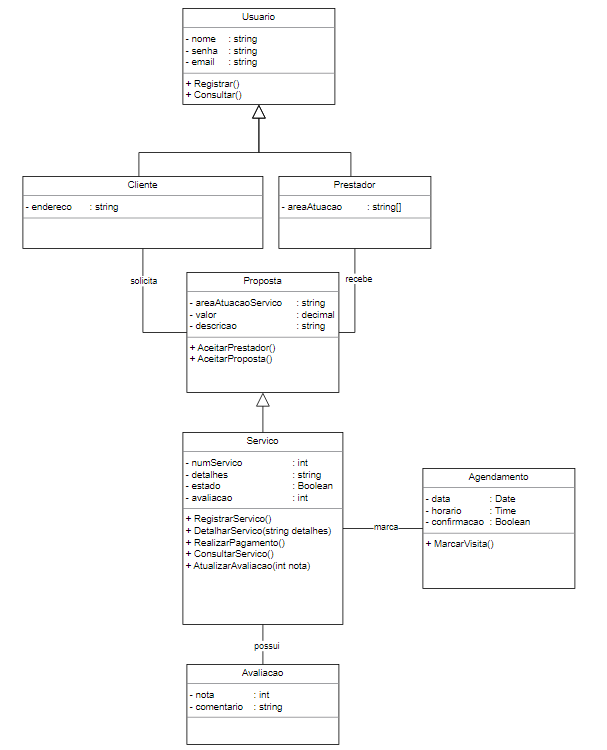 Usuario
- nome : string
- senha : string
- email : string
+ Registrar()
+ Consultar()
Cliente
- endereco : string
Prestador
- areaAtuacao : string[]
solicita
recebe
Proposta
- areaAtuacaoServico : string
- valor : decimal
- descricao : string
+ AceitarPrestador()
+ AceitarProposta()
Servico
- numServico : int
- detalhes : string
- estado : Boolean
- avaliacao : int
+ RegistrarServico()
+ DetalharServico(string detalhes)
+ RealizarPagamento()
+ ConsultarServico()
+ AtualizarAvaliacao(int nota)
marca
Agendamento
- data : Date
- horario : Time
- confirmacao : Boolean
+ MarcarVisita()
possui
Avaliacao
- nota : int
- comentario : string